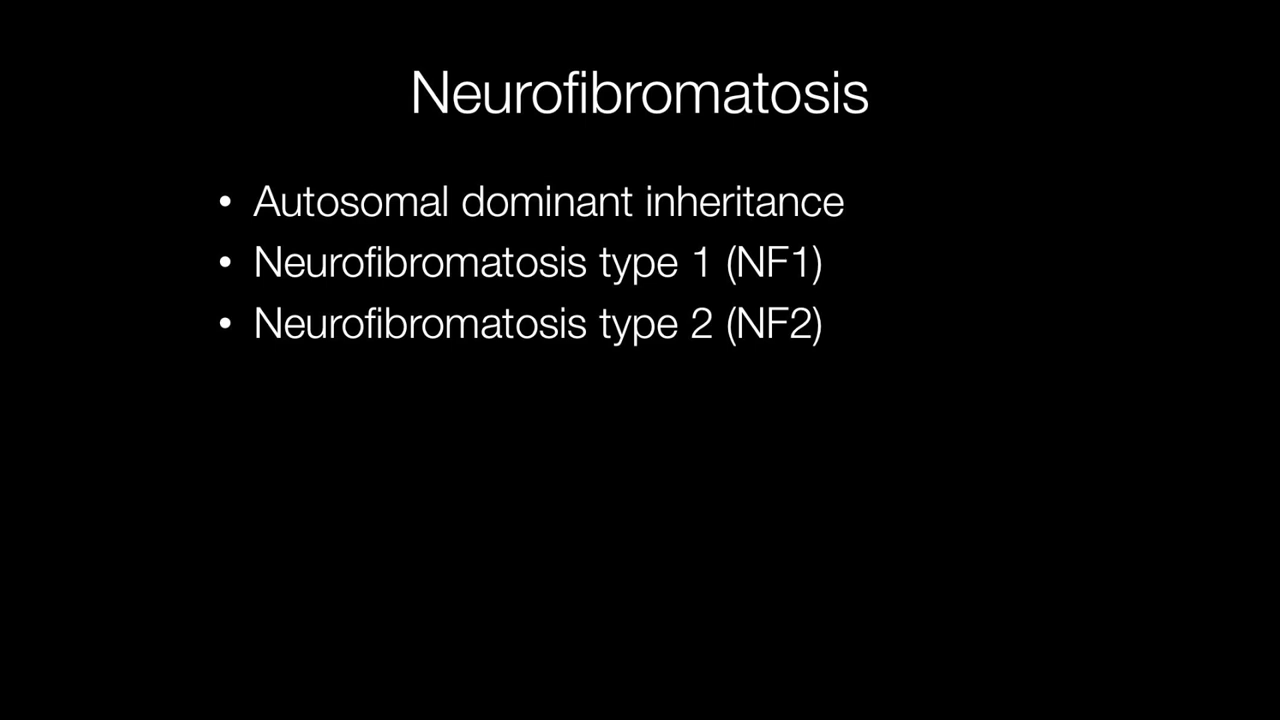 Neurofibromatosis
• Autosomal dominant inheritance
• Neurofibromatosis type 1 (NF1)
• Neurofibromatosis type 2 (NF2)